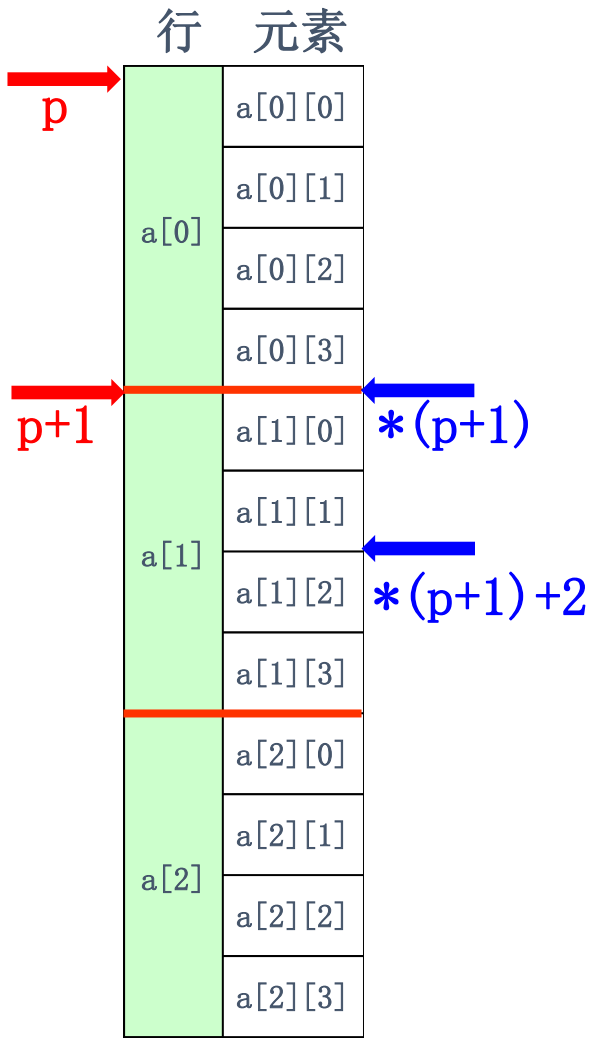 行 元素
p
a[0]
a[0][0]
a[0][1]
a[0][2]
a[0][3]
p+1
*(p+1)
a[1]
a[1][0]
a[1][1]
*(p+1)+2
a[1][2]
a[1][3]
a[2]
a[2][0]
a[2][1]
a[2][2]
a[2][3]